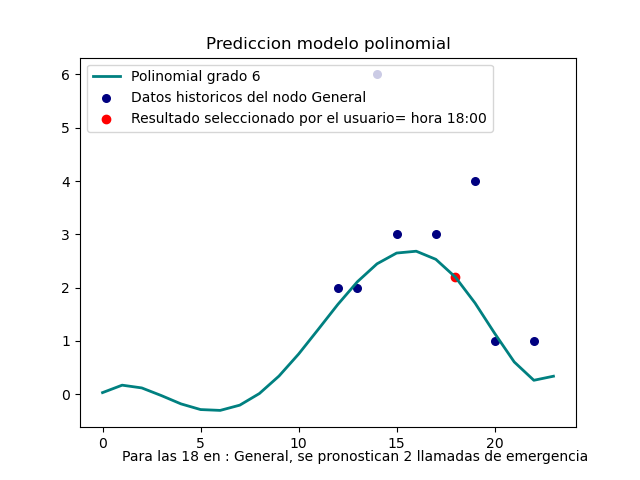 Prediccion modelo polinomial
Polinomial grado 6
Datos historicos del nodo General
Resultado seleccionado por el usuario= hora 18:00
6
5
4
3
2
1
0
0 5 10 15 20
Para las 18 en : General, se pronostican 2 llamadas de emergencia